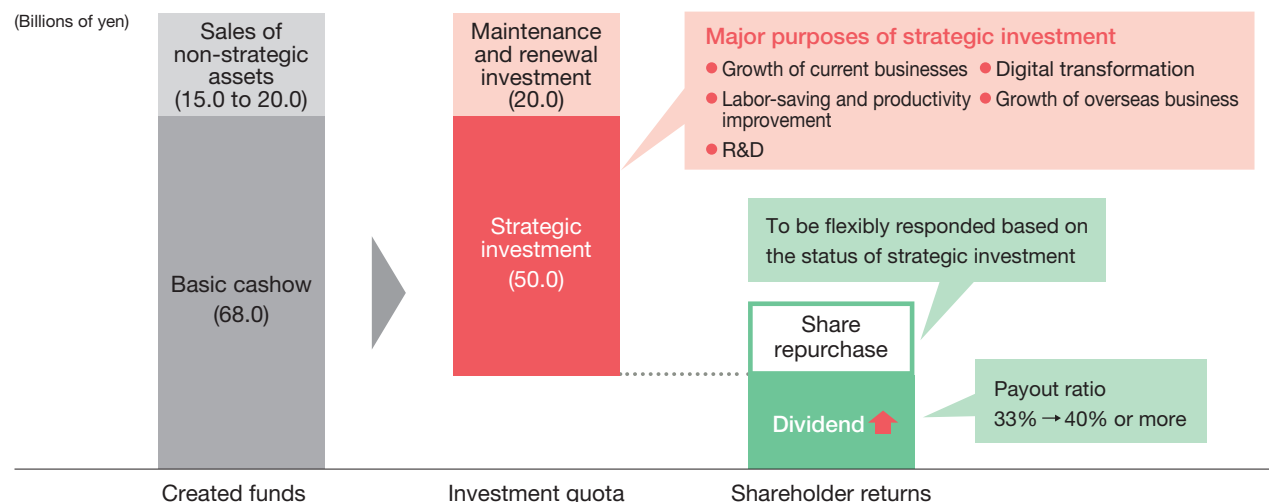 (Billions of yen)
Sales of
non-strategic
assets
(15.0 to 20.0)
Basic cashow
(68.0)
Maintenance
and renewal
investment
(20.0)
Strategic
investment
(50.0)
Major purposes of strategic investment
● Growth of current businesses ● Digital transformation
● Labor-saving and productivity ● Growth of overseas business
improvement
● R&D
To be flexibly responded based on
the status of strategic investment
Share
repurchase
Dividend
Payout ratio
33% → 40% or more
Created funds Investment quota Shareholder returns